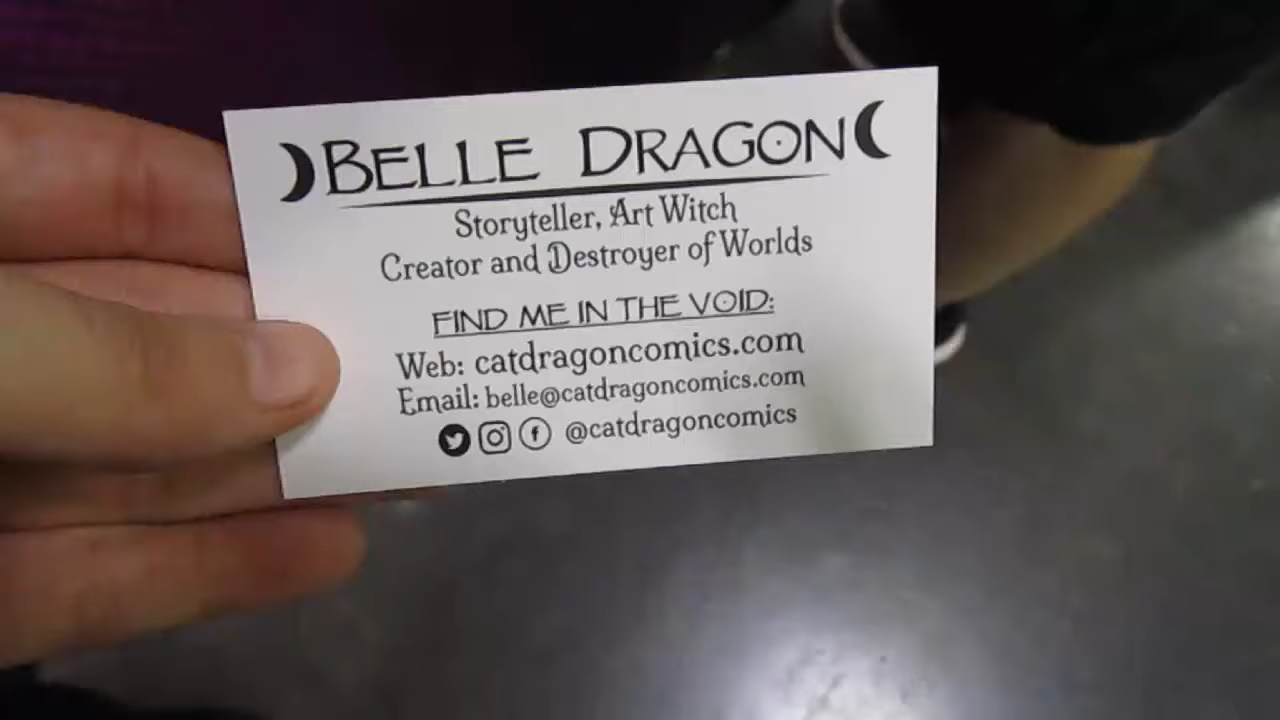 BELLE DRAGON
Storyteller, Art Witch
Creator and Destroyer of Worlds
FIND ME IN THE VOID:
Web: catdragoncomics.com
Email: belle@catdragoncomics.com
@catdragoncomics